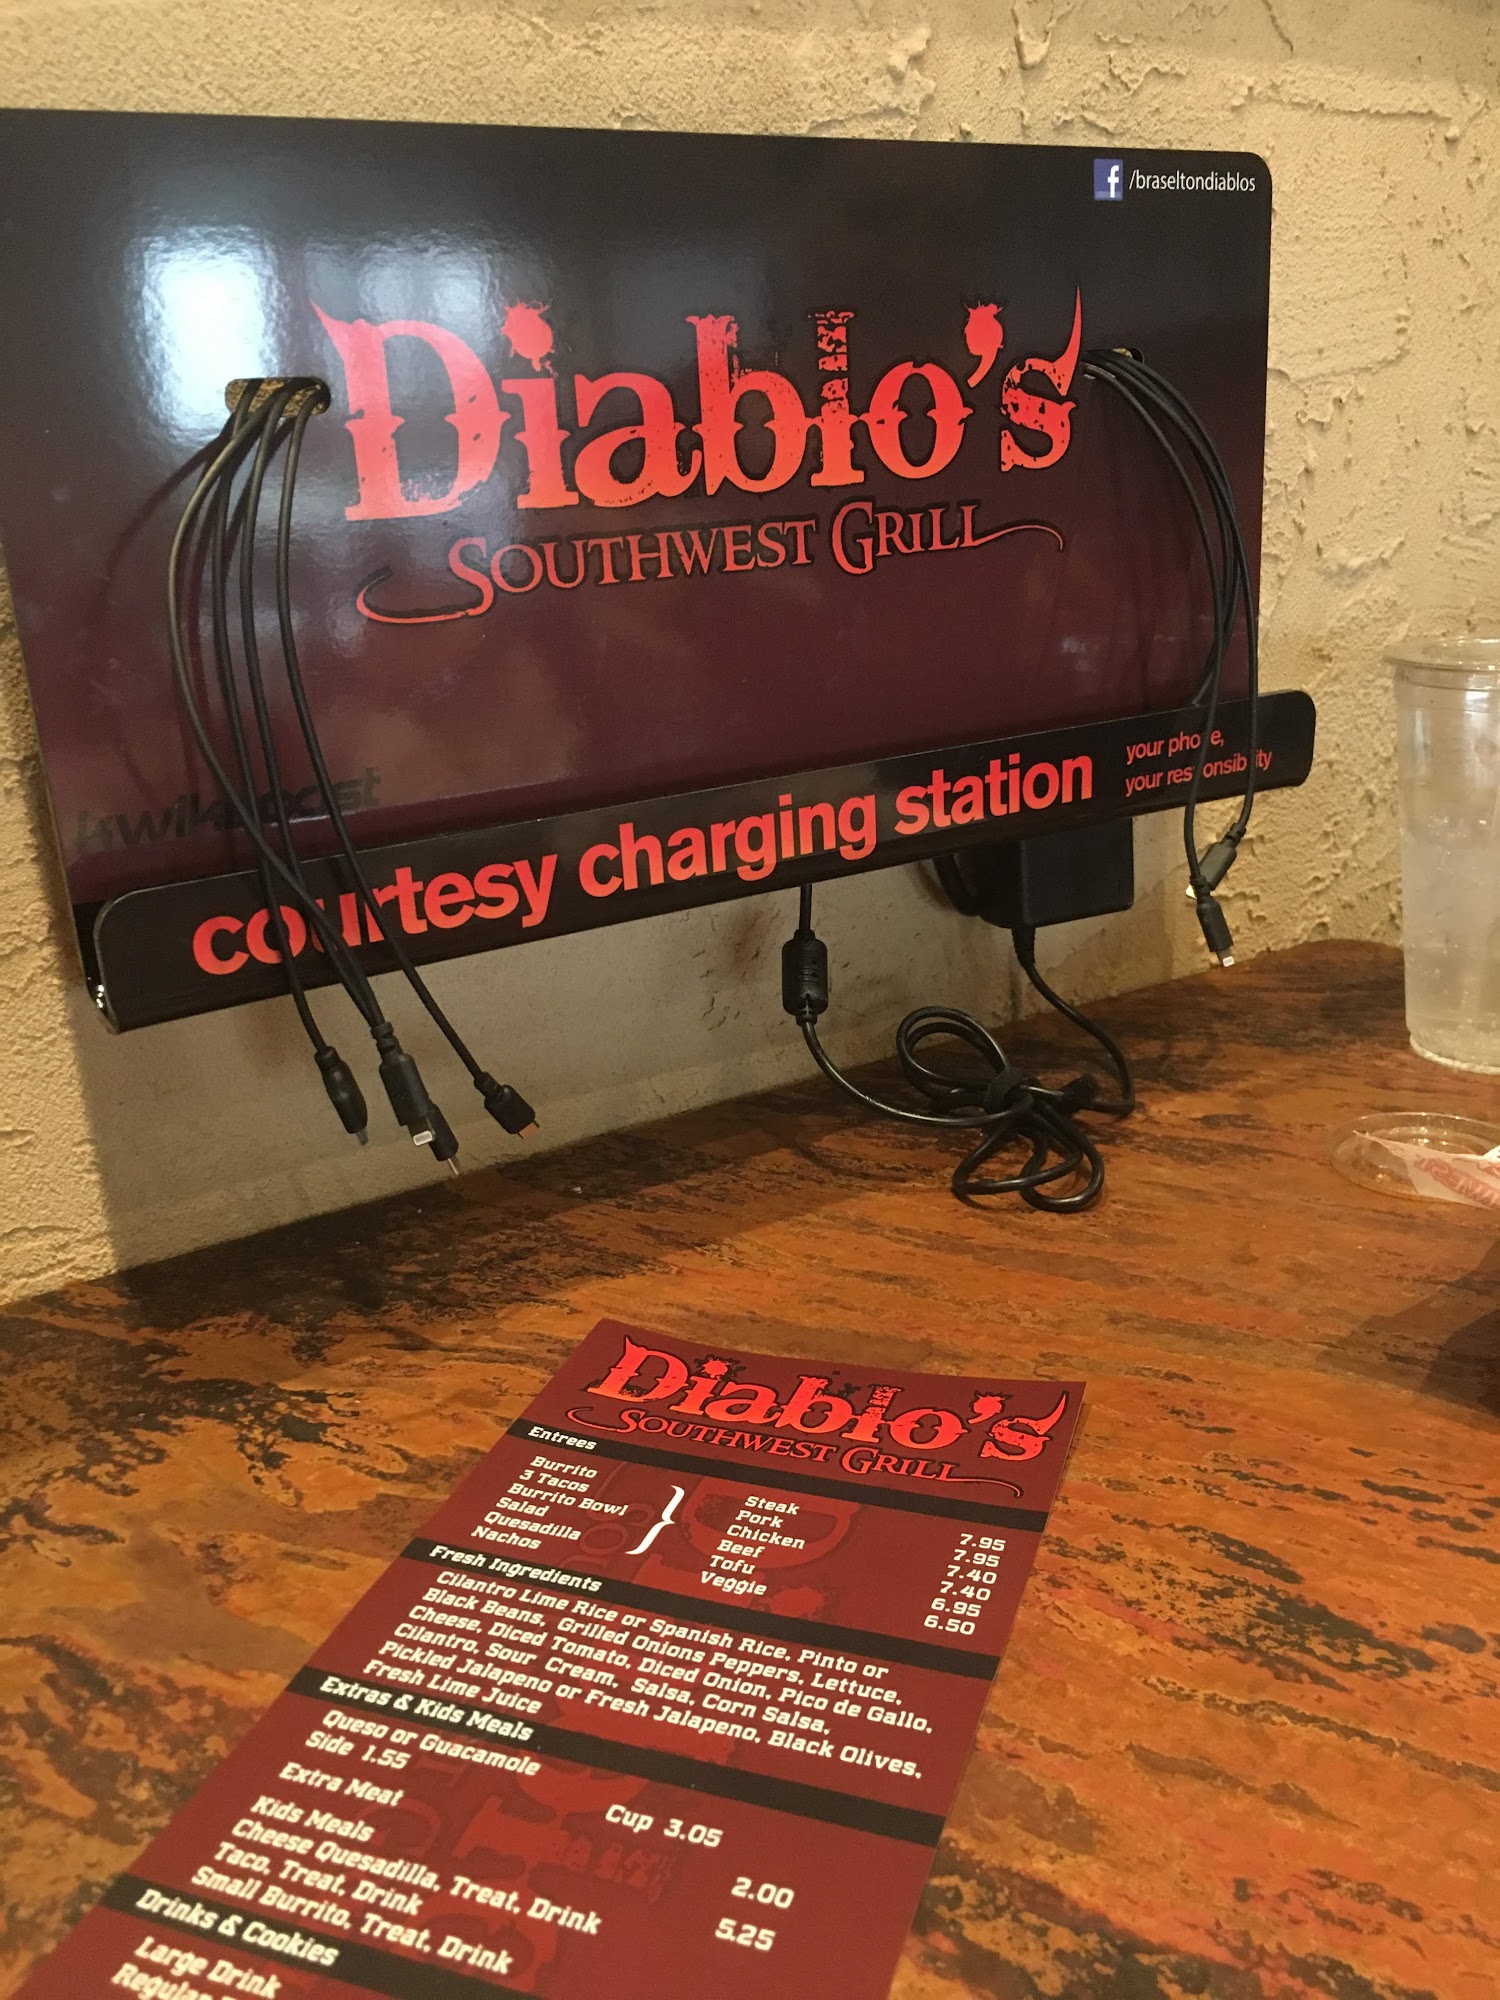 f /braseltondiablos
Diablo's
SOUTHWEST GRILL
kwikboost
courtesy charging station
your phone,
your responsibility
Diablo's
SOUTHWEST GRILL
Entrees
Burrito
3 Tacos
Burrito Bowl
Salad
Quesadilla
Nachos
Steak 7.95
Pork 7.95
Chicken 7.40
Beef 7.40
Tofu 6.95
Veggie 6.50
Fresh Ingredients
Cilantro Lime Rice or Spanish Rice, Pinto or
Black Beans, Grilled Onions Peppers, Lettuce,
Cheese, Diced Tomato, Diced Onion, Pico de Gallo,
Cilantro, Sour Cream, Salsa, Corn Salsa,
Pickled Jalapeno or Fresh Jalapeno, Black Olives,
Fresh Lime Juice
Extras & Kids Meals
Queso or Guacamole
Side 1.55 Cup 3.05
Extra Meat 2.00
Kids Meals 5.25
Cheese Quesadilla, Treat, Drink
Taco, Treat, Drink
Small Burrito, Treat, Drink
Drinks & Cookies
Large Drink
Regular